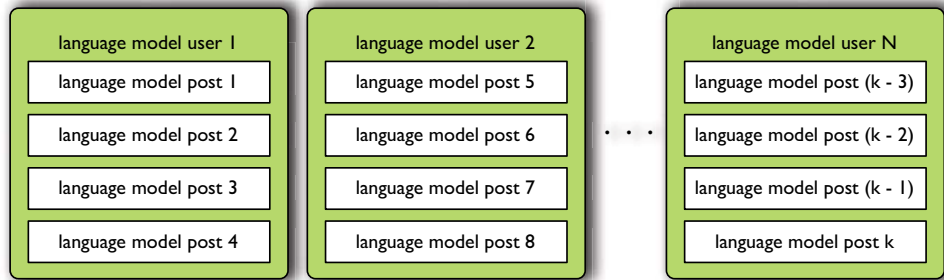 language model user 1
language model post 1
language model post 2
language model post 3
language model post 4
language model user 2
language model post 5
language model post 6
language model post 7
language model post 8
. . . .
language model user N
language model post (k - 3)
language model post (k - 2)
language model post (k - 1)
language model post k